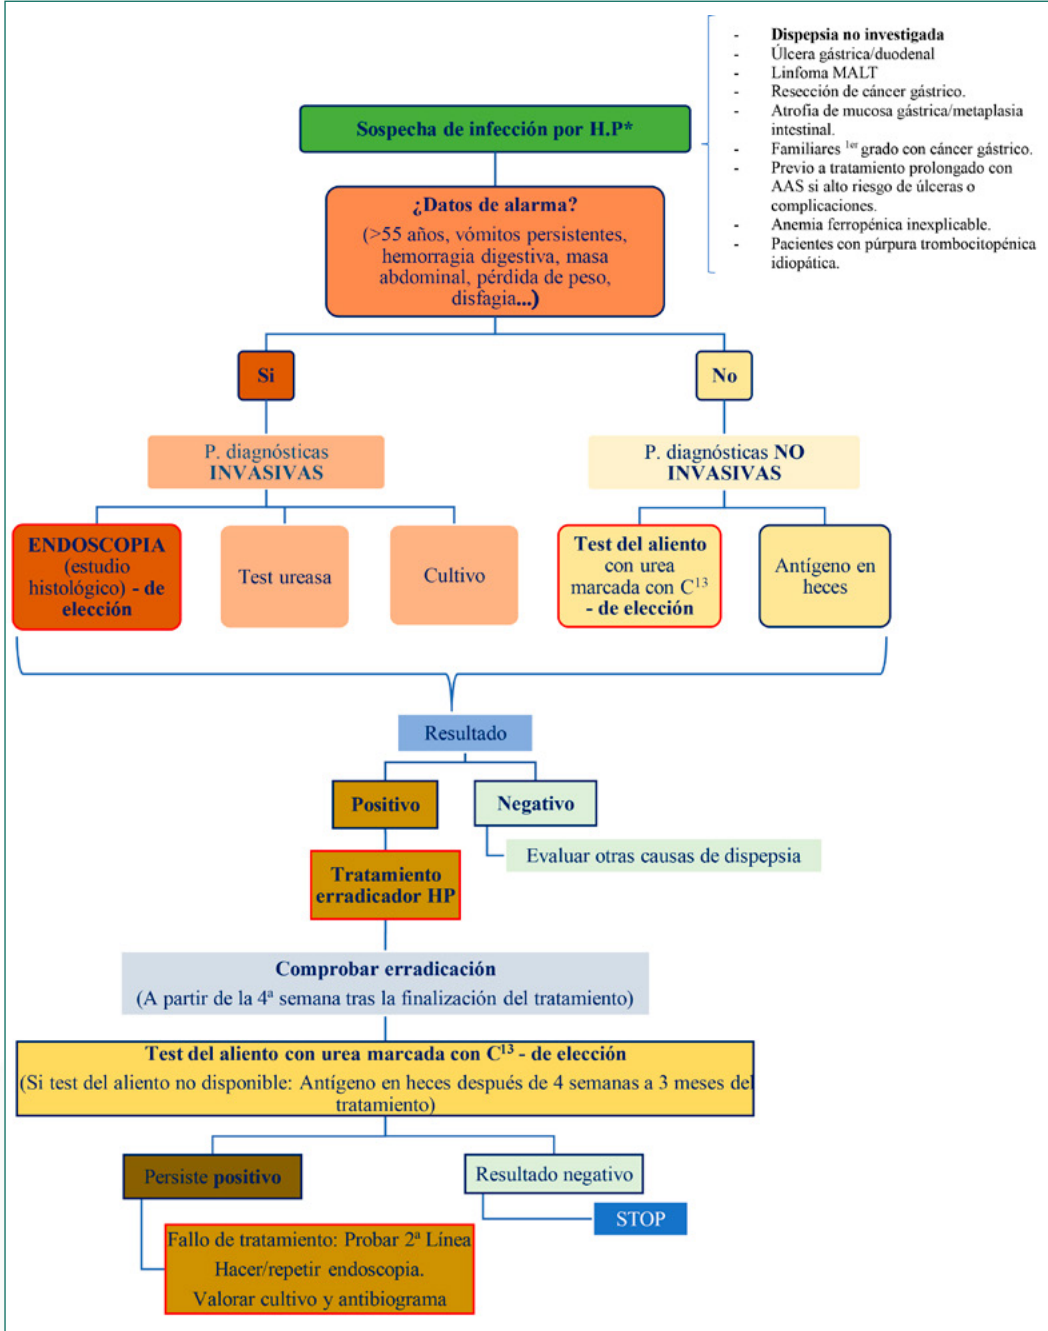 - Dispepsia no investigada
- Úlcera gástrica/duodenal
- Linfoma MALT
- Resección de cáncer gástrico.
- Atrofia de mucosa gástrica/metaplasia
intestinal.
- Familiares 1er grado con cáncer gástrico.
- Previo a tratamiento prolongado con
AAS si alto riesgo de úlceras o
complicaciones.
- Anemia ferropénica inexplicable.
- Pacientes con púrpura trombocitopénica
idiopática.
Sospecha de infección por H.P*
¿Datos de alarma?
(>55 años, vómitos persistentes,
hemorragia digestiva, masa
abdominal, pérdida de peso,
disfagia...)
Si
No
P. diagnósticas
INVASIVAS
P. diagnósticas NO
INVASIVAS
ENDOSCOPIA
(estudio
histológico) - de
elección
Test ureasa
Cultivo
Test del aliento
con urea
marcada con C13
- de elección
Antígeno en
heces
Resultado
Positivo
Negativo
Evaluar otras causas de dispepsia
Tratamiento
erradicador HP
Comprobar erradicación
(A partir de la 4ª semana tras la finalización del tratamiento)
Test del aliento con urea marcada con C13 - de elección
(Si test del aliento no disponible: Antígeno en heces después de 4 semanas a 3 meses del
tratamiento)
Persiste positivo
Resultado negativo
STOP
Fallo de tratamiento: Probar 2ª Línea
Hacer/repetir endoscopia.
Valorar cultivo y antibiograma